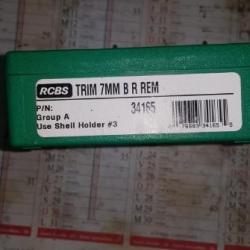 RCBS TRIM 7MM B R REM
P/N: 34165
Group A
Use Shell Holder #3